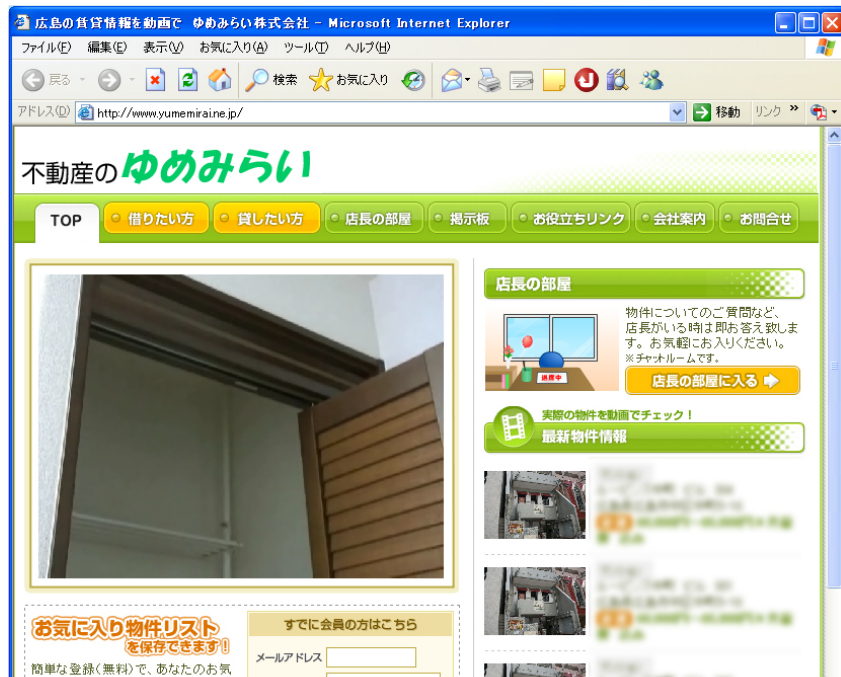 広島の賃貸情報を動画で ゆめみらい株式会社 - Microsoft Internet Explorer
ファイル(F) 編集(E) 表示(V) お気に入り(A) ツール(T) ヘルプ(H)
戻る 検索 お気に入り
アドレス(D) http://www.yumemirai.ne.jp/ 移動 リンク »
不動産のゆめみらい
TOP 借りたい方 貸したい方 店長の部屋 掲示板 お役立ちリンク 会社案内 お問合せ
店長の部屋
物件についてのご質問など、
店長がいる時は即お答え致しま
す。お気軽にお入りください。
※チャットルームです。
退席中
店長の部屋に入る
実際の物件を動画でチェック!
最新物件情報
お気に入り物件リスト
を保存できます!
簡単な登録(無料)で、あなたのお気
すでに会員の方はこちら
メールアドレス